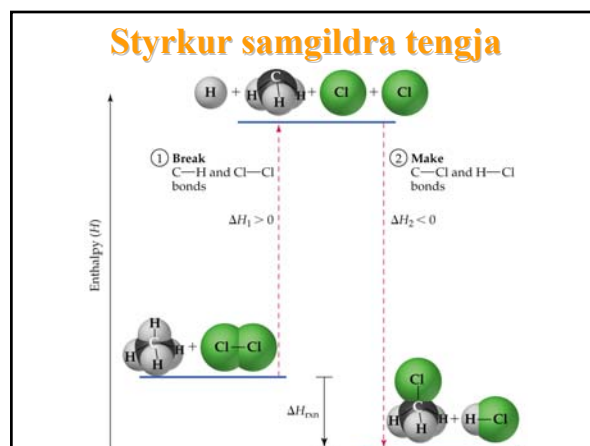 Styrkur samgildra tengja
H + C H H H + Cl + Cl
① Break
C—H and Cl—Cl
bonds
ΔH₁ > 0
② Make
C—Cl and H—Cl
bonds
ΔH₂ < 0
Enthalpy (H)
H C H H H + Cl—Cl
ΔHrxn
Cl C H H H + H—Cl